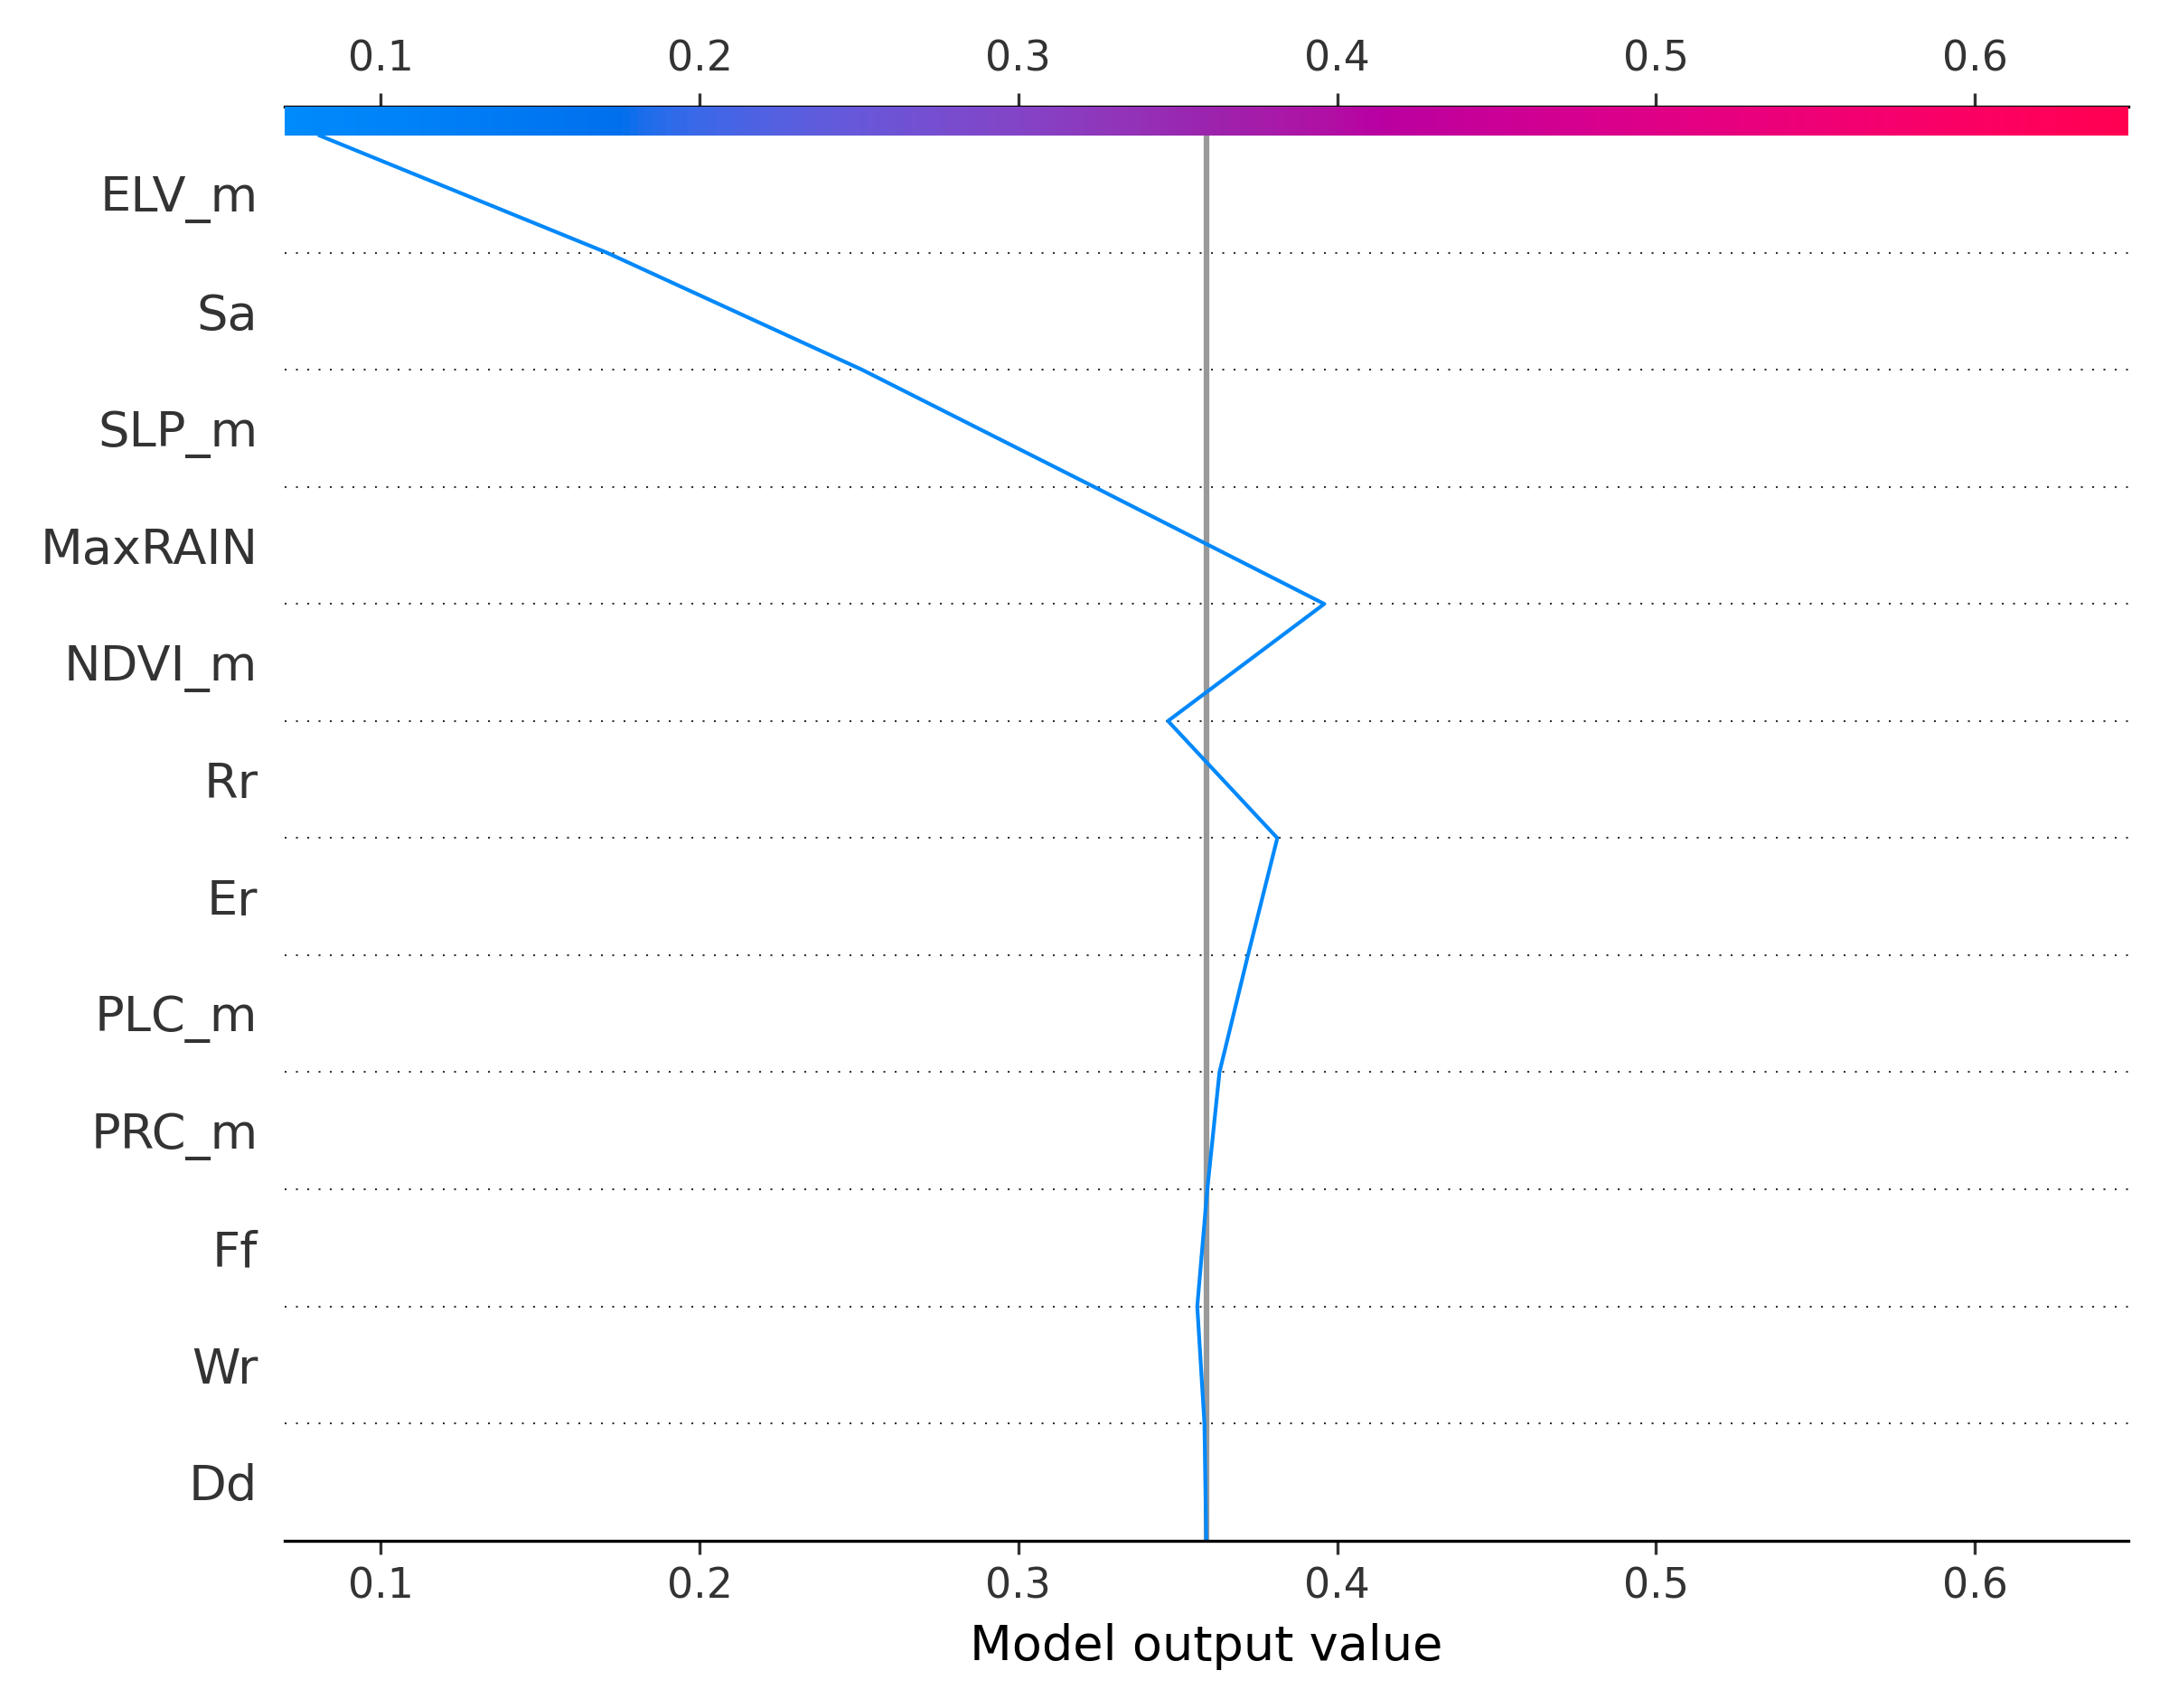 0.1 0.2 0.3 0.4 0.5 0.6
ELV_m
Sa
SLP_m
MaxRAIN
NDVI_m
Rr
Er
PLC_m
PRC_m
Ff
Wr
Dd
0.1 0.2 0.3 0.4 0.5 0.6
Model output value